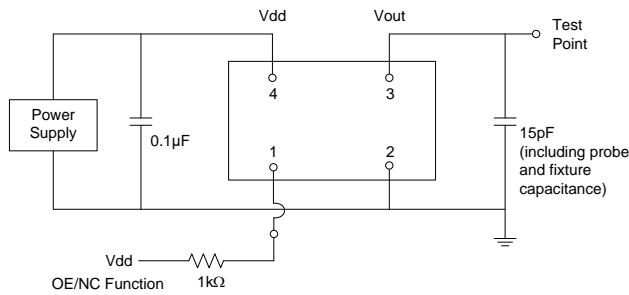 Vdd
Vout
Test
Point
4
3
Power
Supply
0.1µF
1
2
15pF
(including probe
and fixture
capacitance)
Vdd
1kΩ
OE/NC Function